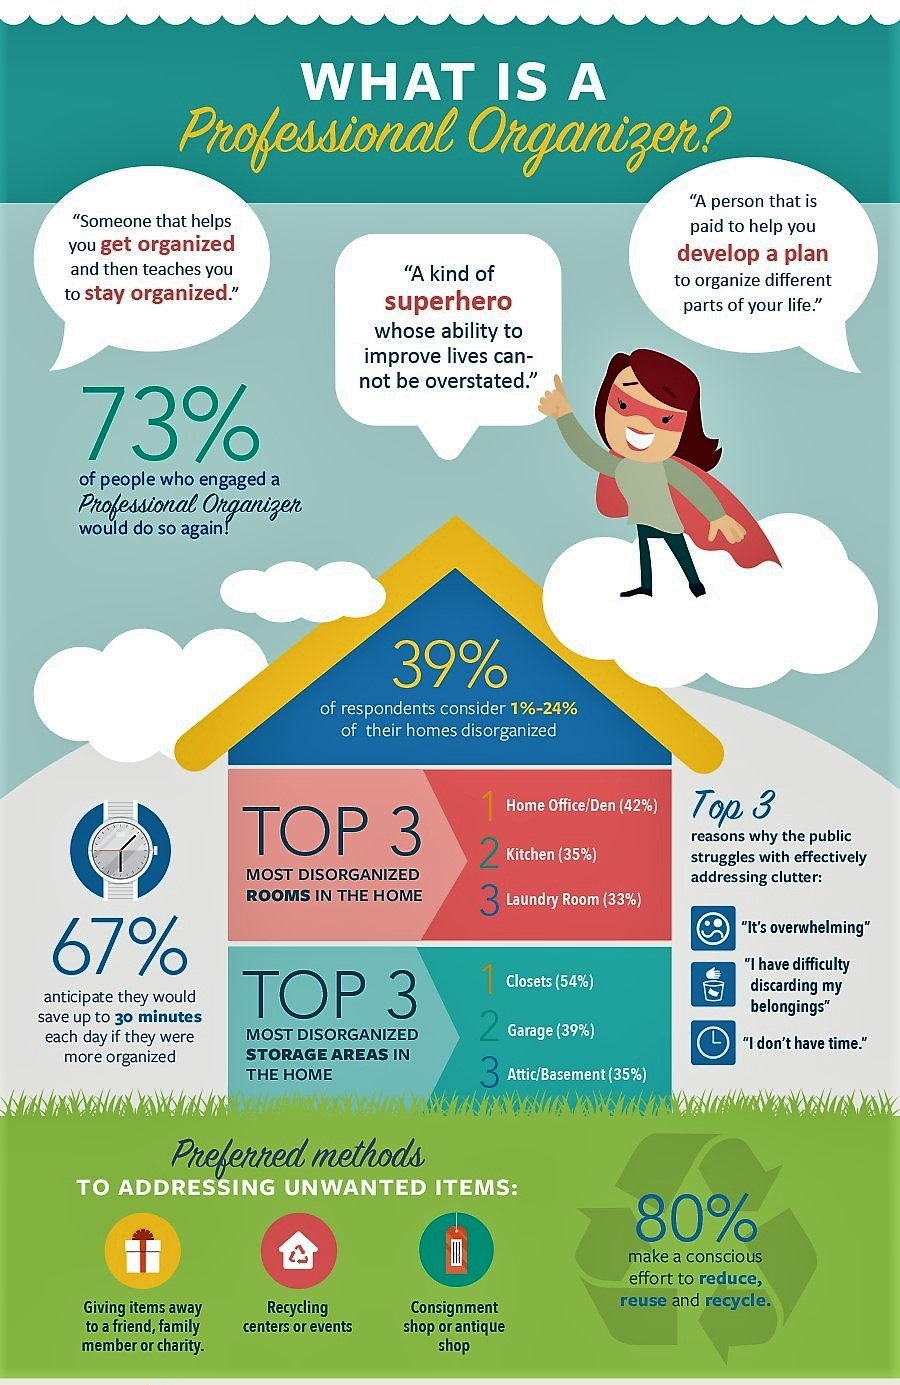 WHAT IS A
Professional Organizer?
“Someone that helps
you get organized
and then teaches you
to stay organized.”
“A kind of
superhero
whose ability to
improve lives can-
not be overstated.”
“A person that is
paid to help you
develop a plan
to organize different
parts of your life.”
73%
of people who engaged a
Professional Organizer
would do so again!
39%
of respondents consider 1%-24%
of their homes disorganized
TOP 3
MOST DISORGANIZED
ROOMS IN THE HOME
1 Home Office/Den (42%)
2 Kitchen (35%)
3 Laundry Room (33%)
TOP 3
MOST DISORGANIZED
STORAGE AREAS IN
THE HOME
1 Closets (54%)
2 Garage (39%)
3 Attic/Basement (35%)
67%
anticipate they would
save up to 30 minutes
each day if they were
more organized
Top 3
reasons why the public
struggles with effectively
addressing clutter:
“It’s overwhelming”
“I have difficulty
discarding my
belongings”
“I don’t have time.”
Preferred methods
TO ADDRESSING UNWANTED ITEMS:
Giving items away
to a friend, family
member or charity.
Recycling
centers or events
Consignment
shop or antique
shop
80%
make a conscious
effort to reduce,
reuse and recycle.